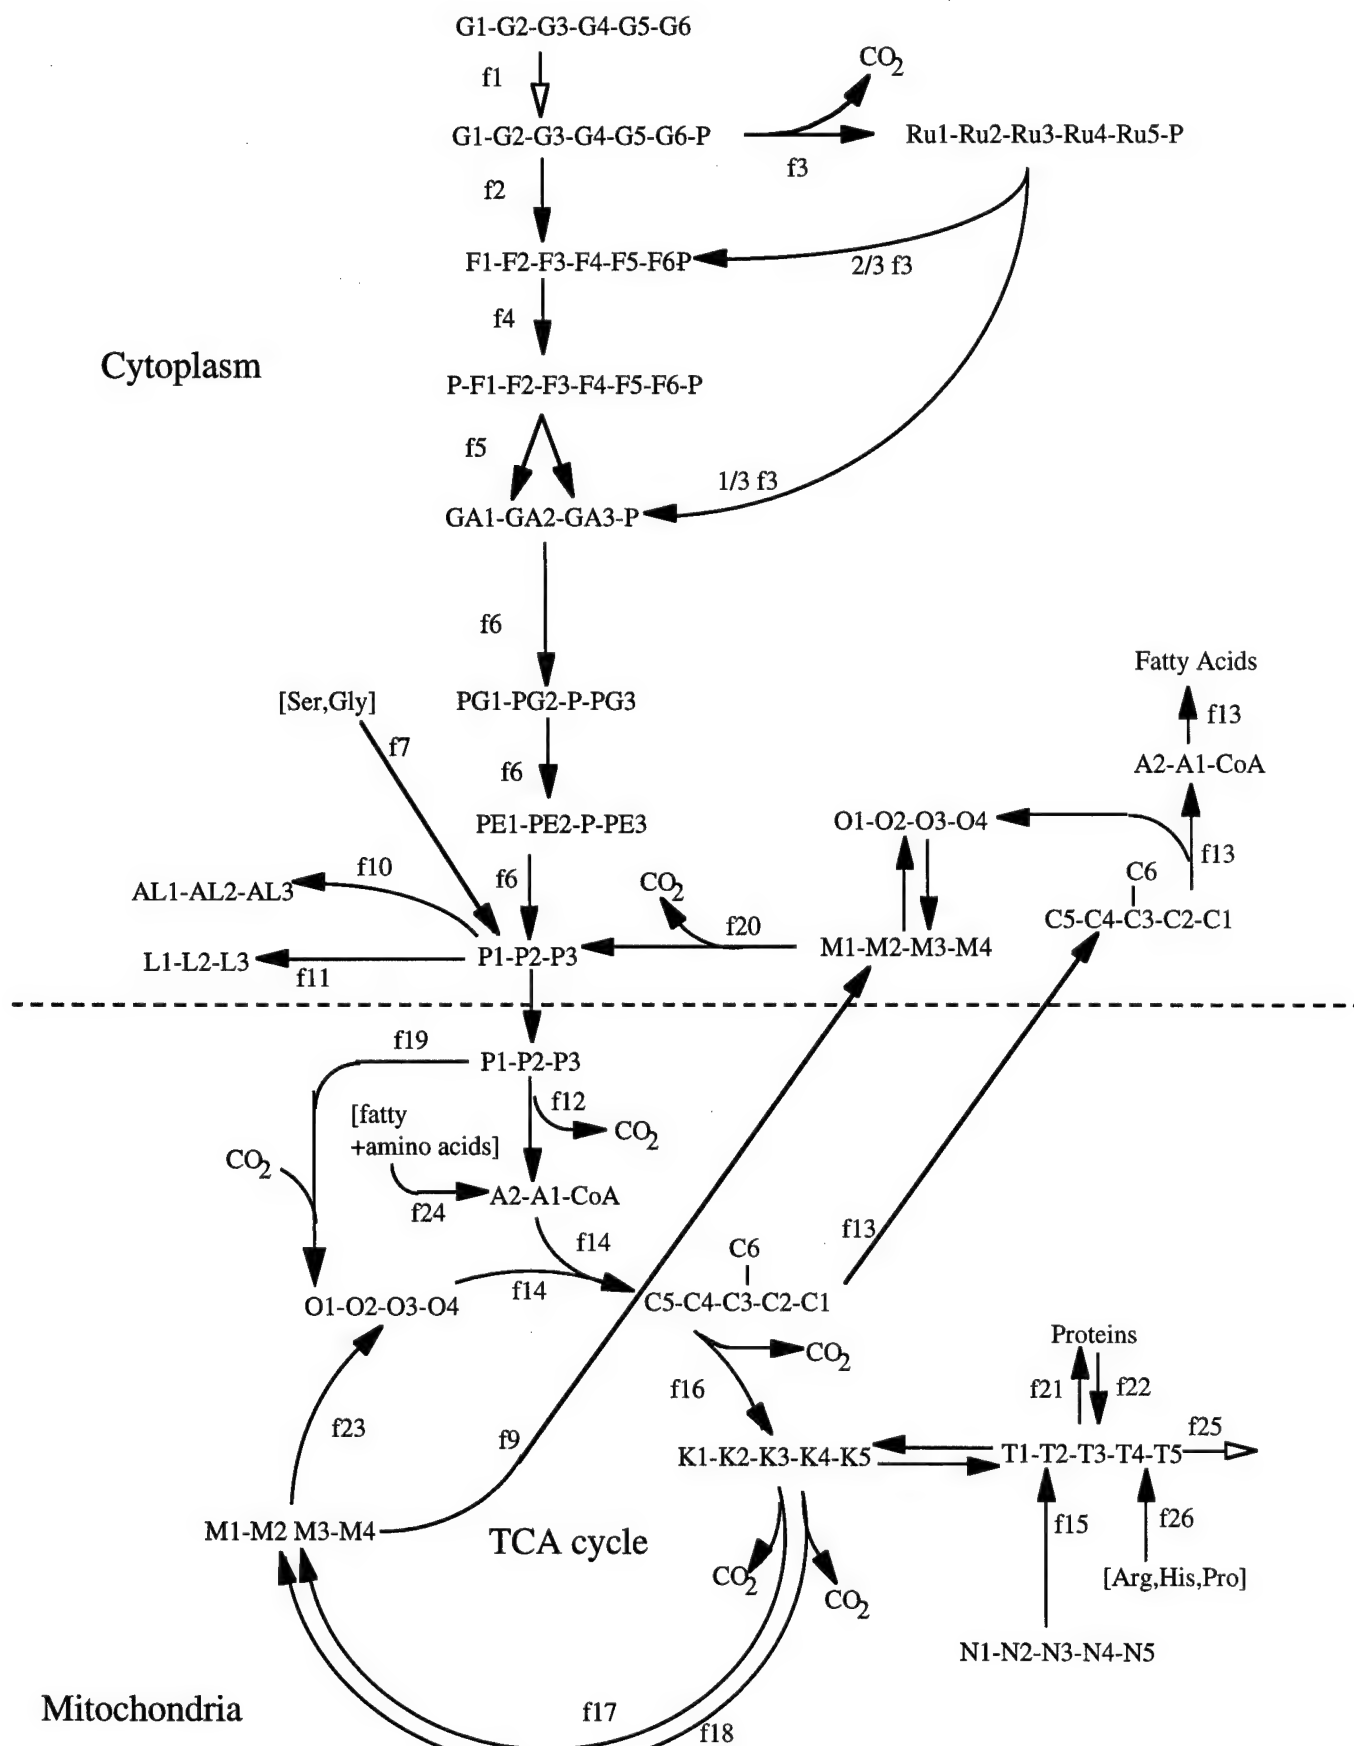 G1-G2-G3-G4-G5-G6
f1
CO2
G1-G2-G3-G4-G5-G6-P
Ru1-Ru2-Ru3-Ru4-Ru5-P
f3
f2
F1-F2-F3-F4-F5-F6P
2/3 f3
f4
Cytoplasm
P-F1-F2-F3-F4-F5-F6-P
f5
1/3 f3
GA1-GA2-GA3-P
f6
Fatty Acids
[Ser,Gly]
PG1-PG2-P-PG3
f13
f7
f6
A2-A1-CoA
PE1-PE2-P-PE3
O1-O2-O3-O4
f13
f10
f6
CO2
C6
AL1-AL2-AL3
f20
C5-C4-C3-C2-C1
L1-L2-L3
P1-P2-P3
M1-M2-M3-M4
f11
f19
P1-P2-P3
f12
[fatty
+amino acids]
CO2
CO2
A2-A1-CoA
f24
f14
f13
C6
f14
O1-O2-O3-O4
C5-C4-C3-C2-C1
CO2
Proteins
f16
f21
f22
f23
f9
f25
K1-K2-K3-K4-K5
T1-T2-T3-T4-T5
M1-M2 M3-M4
TCA cycle
f15
f26
CO2
CO2
[Arg,His,Pro]
N1-N2-N3-N4-N5
Mitochondria
f17
f18